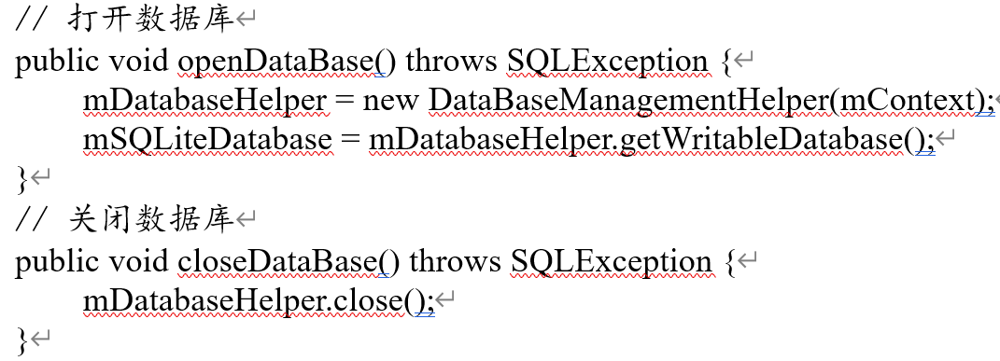 // 打开数据库
public void openDataBase() throws SQLException {
mDatabaseHelper = new DataBaseManagementHelper(mContext);
mSQLiteDatabase = mDatabaseHelper.getWritableDatabase();
}
// 关闭数据库
public void closeDataBase() throws SQLException {
mDatabaseHelper.close();
}